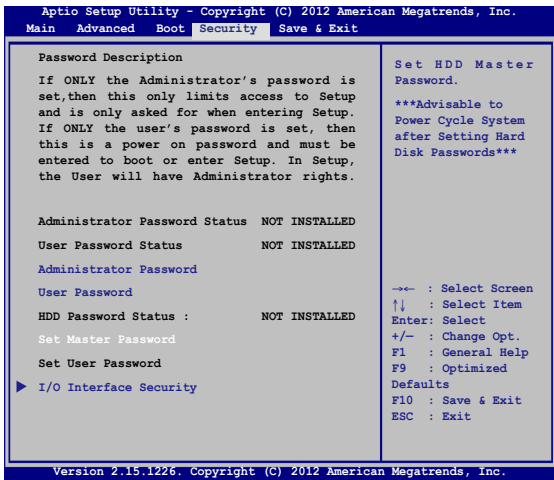 Aptio Setup Utility - Copyright (C) 2012 American Megatrends, Inc.
Main Advanced Boot Security Save & Exit
Password Description
If ONLY the Administrator's password is
set,then this only limits access to Setup
and is only asked for when entering Setup.
If ONLY the user's password is set, then
this is a power on password and must be
entered to boot or enter Setup. In Setup,
the User will have Administrator rights.
Administrator Password Status NOT INSTALLED
User Password Status NOT INSTALLED
Administrator Password
User Password
HDD Password Status : NOT INSTALLED
Set Master Password
Set User Password
I/O Interface Security
Set HDD Master
Password.
***Advisable to
Power Cycle System
after Setting Hard
Disk Passwords***
→← : Select Screen
↑↓ : Select Item
Enter: Select
+/— : Change Opt.
F1 : General Help
F9 : Optimized
Defaults
F10 : Save & Exit
ESC : Exit
Version 2.15.1226. Copyright (C) 2012 American Megatrends, Inc.